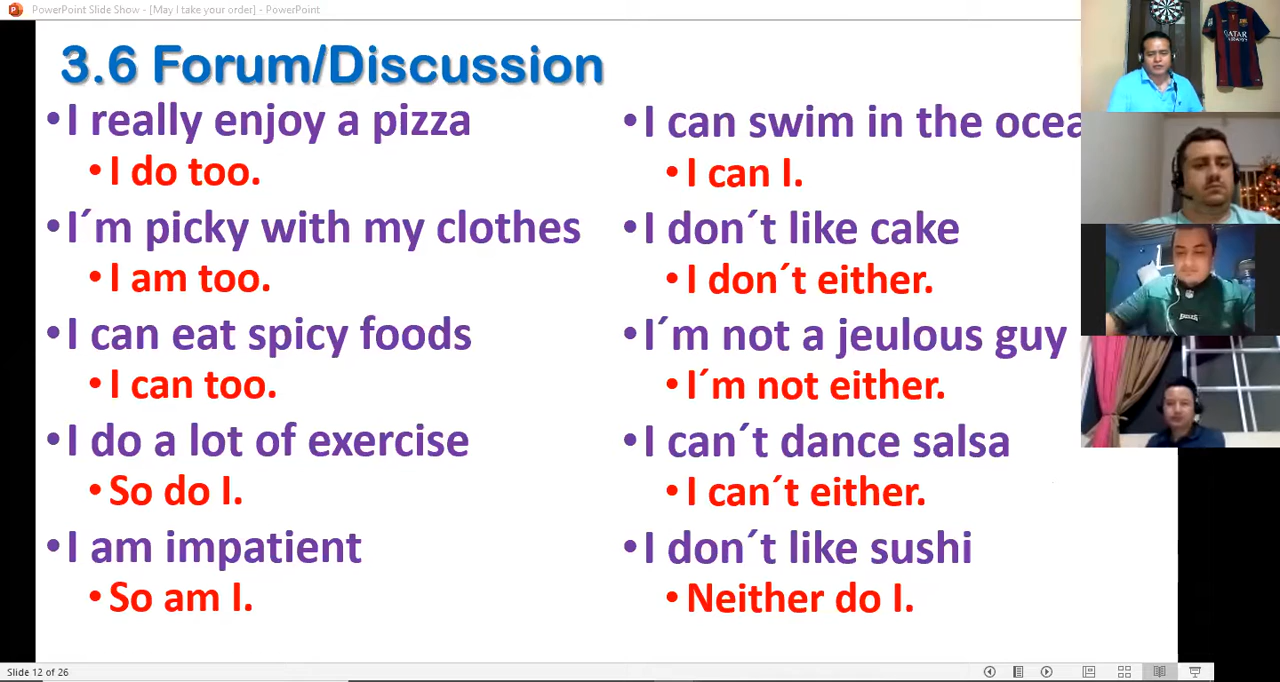 PowerPoint Slide Show - [May I take your order] - PowerPoint
3.6 Forum/Discussion
•I really enjoy a pizza
•I do too.
•I´m picky with my clothes
•I am too.
•I can eat spicy foods
•I can too.
•I do a lot of exercise
•So do I.
•I am impatient
•So am I.
•I can swim in the ocea
•I can I.
•I don´t like cake
•I don´t either.
•I´m not a jeulous guy
•I´m not either.
•I can´t dance salsa
•I can´t either.
•I don´t like sushi
•Neither do I.
QATAR
AIRWAYS
EAGLES
Slide 12 of 26